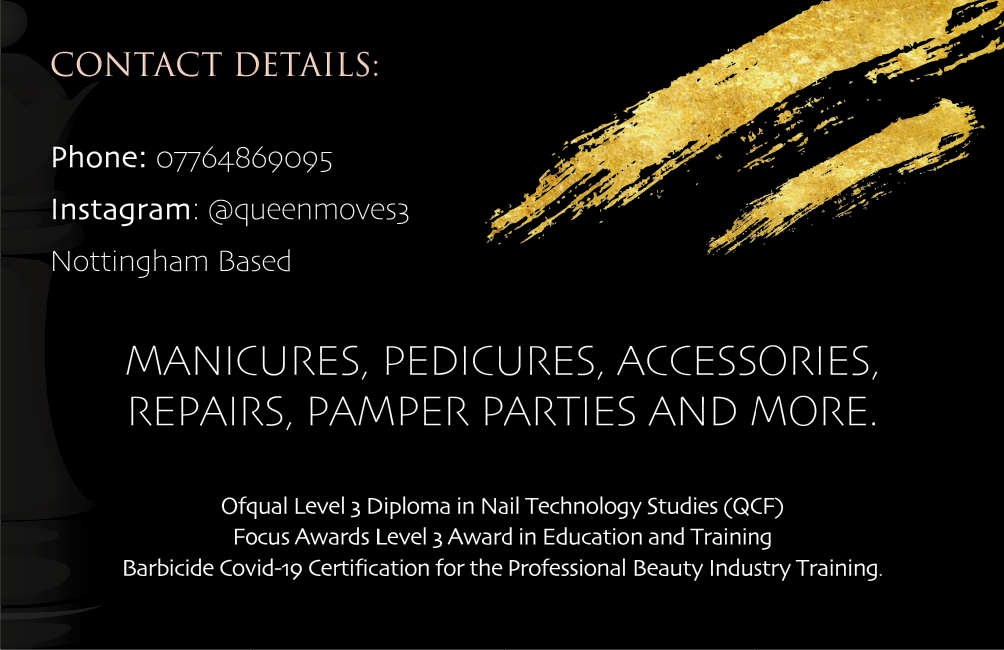 CONTACT DETAILS:
Phone: 07764869095
Instagram: @queenmoves3
Nottingham Based
MANICURES, PEDICURES, ACCESSORIES,
REPAIRS, PAMPER PARTIES AND MORE.
Ofqual Level 3 Diploma in Nail Technology Studies (QCF)
Focus Awards Level 3 Award in Education and Training
Barbicide Covid-19 Certification for the Professional Beauty Industry Training.